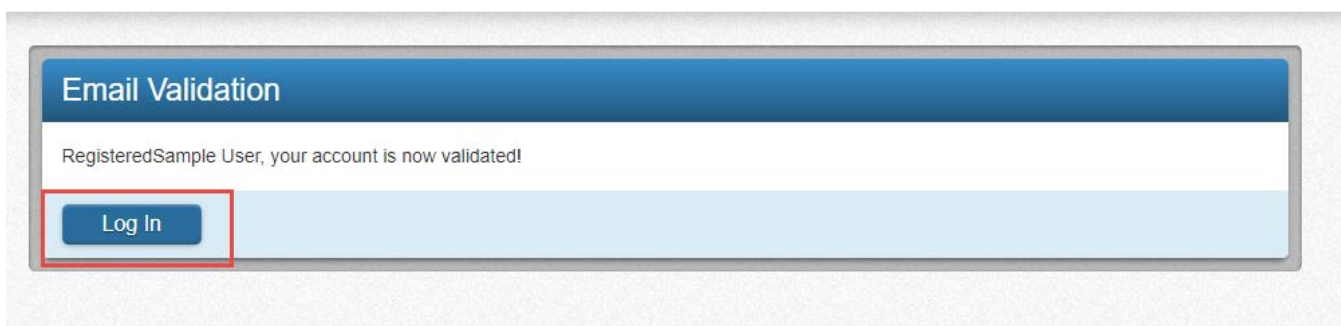 Email Validation
RegisteredSample User, your account is now validated!
Log In